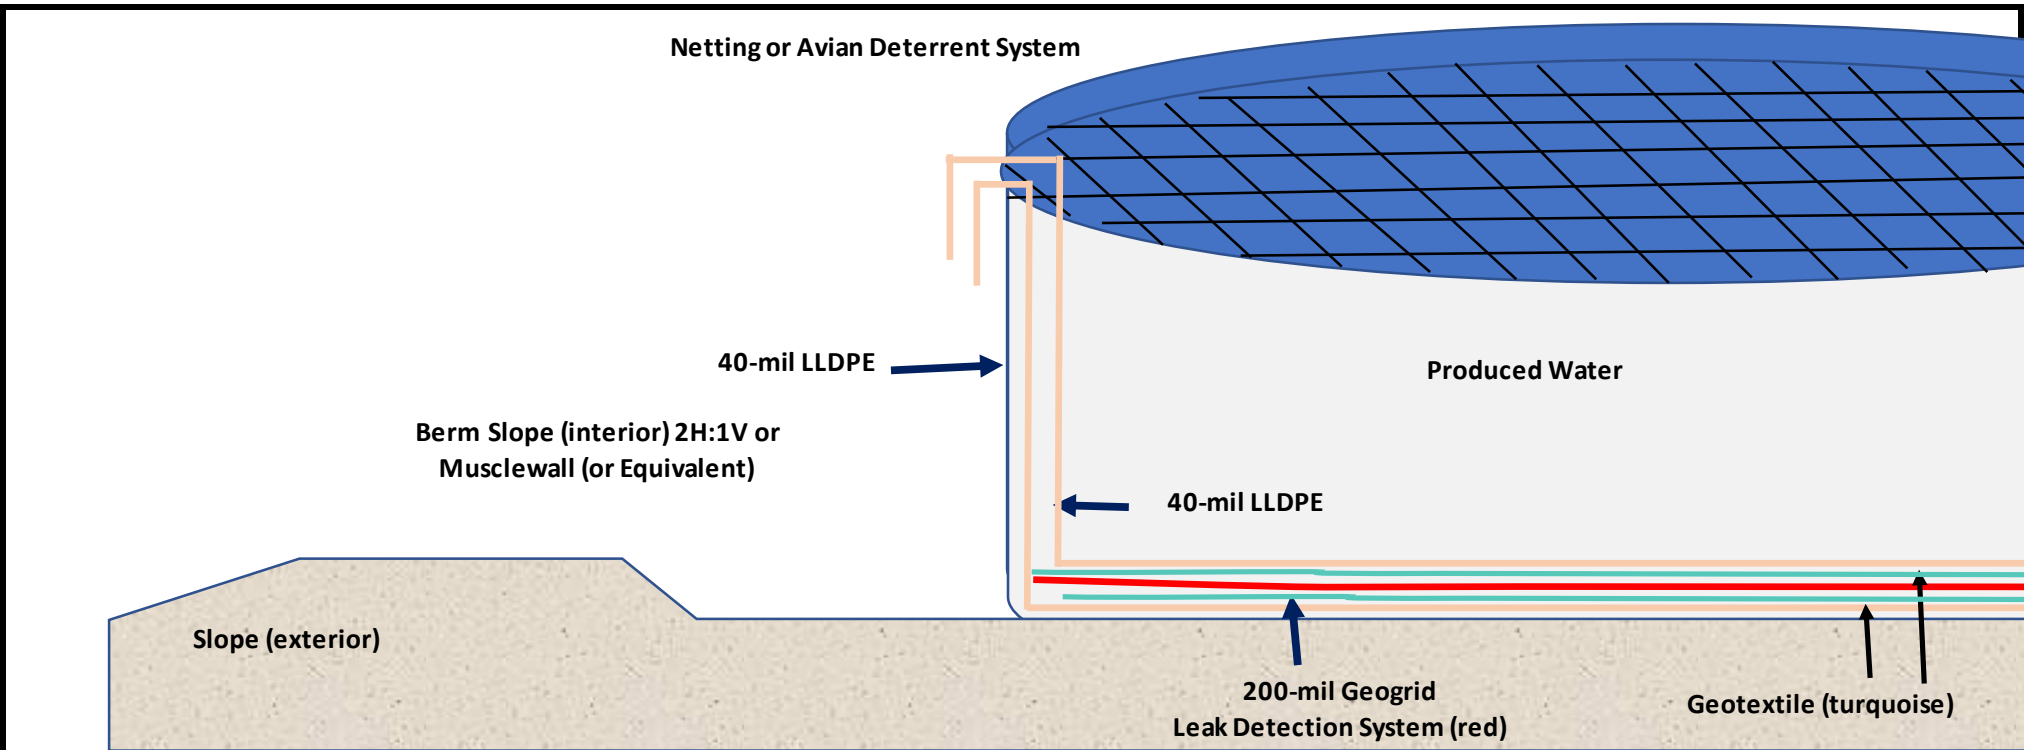 Netting or Avian Deterrent System
40-mil LLDPE
Produced Water
Berm Slope (interior) 2H:1V or
Musclewall (or Equivalent)
40-mil LLDPE
Slope (exterior)
200-mil Geogrid
Leak Detection System (red)
Geotextile (turquoise)